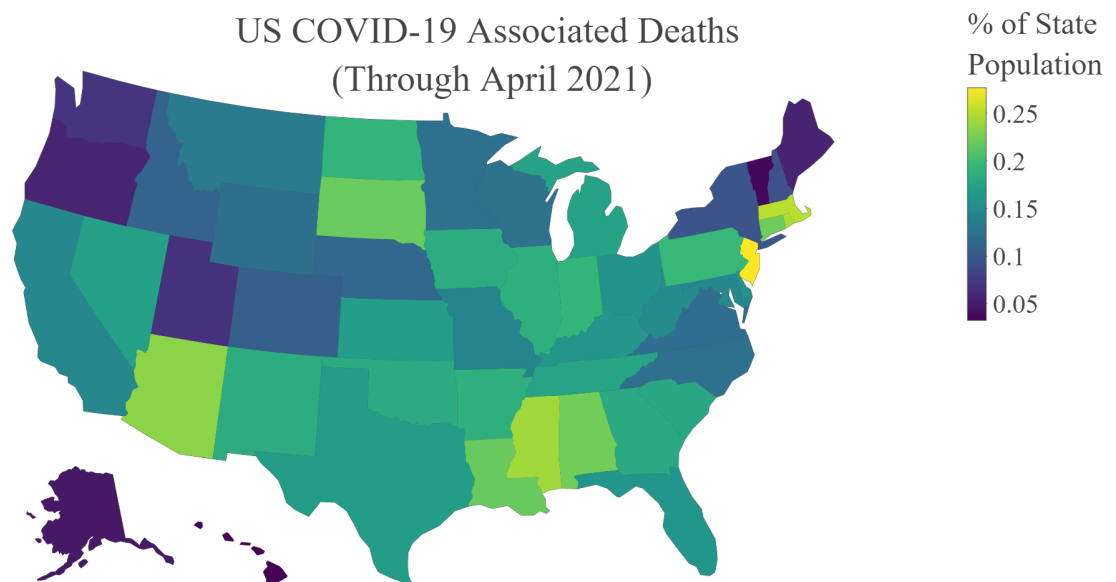 US COVID-19 Associated Deaths
(Through April 2021)
% of State
Population
0.25
0.2
0.15
0.1
0.05